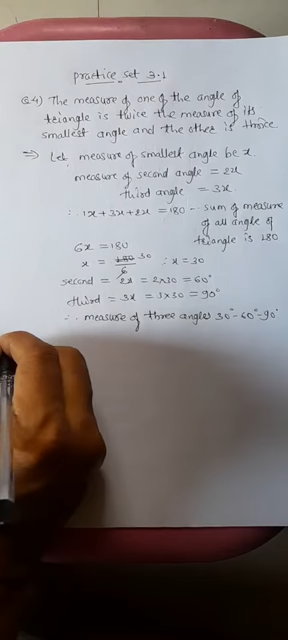 practice set 3.1
Q.4) The measure of one of the angle of
triangle is twice the measure of its
smallest angle and the other is thrice.
⇒ Let measure of smallest angle be x.
measure of second angle = 2x
third angle = 3x.
∴ 1x + 3x + 2x = 180 - sum of measure
of all angle of
triangle is 180
6x = 180
x = 180/6 30 ∴ x = 30
second = 2x = 2×30 = 60°
third = 3x = 3×30 = 90°
∴ measure of three angles 30°-60°-90°